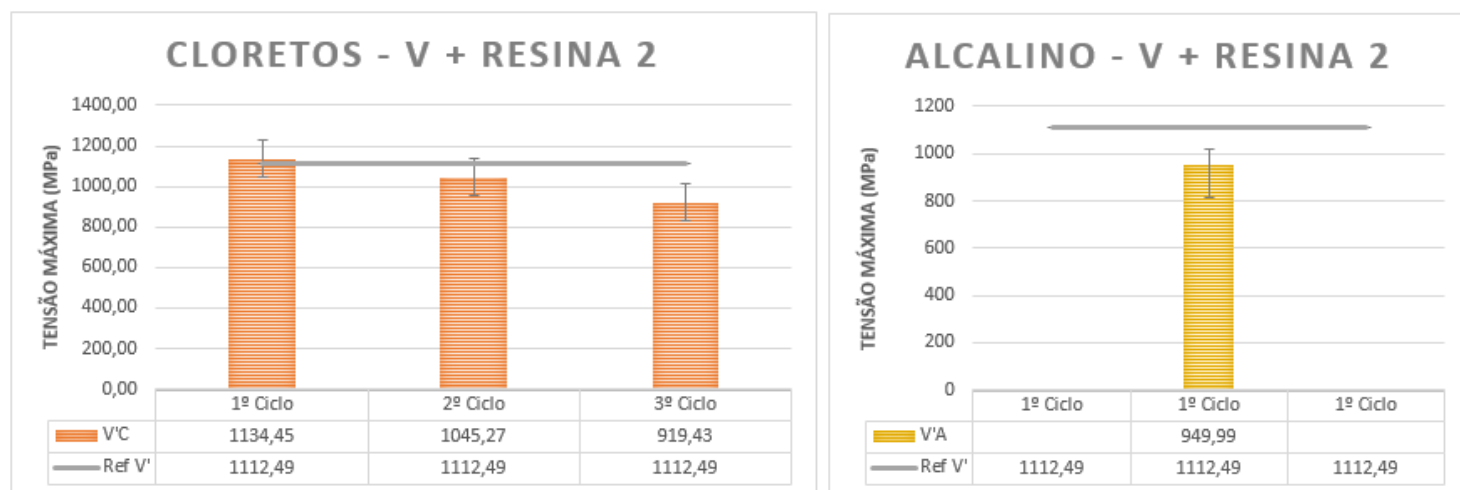 CLORETOS - V + RESINA 2
TENSÃO MÁXIMA (MPa)
1400,00
1200,00
1000,00
800,00
600,00
400,00
200,00
0,00
1º Ciclo 2º Ciclo 3º Ciclo
V'C 1134,45 1045,27 919,43
Ref V' 1112,49 1112,49 1112,49
ALCALINO - V + RESINA 2
TENSÃO MÁXIMA (MPa)
1200
1000
800
600
400
200
0
1º Ciclo 1º Ciclo 1º Ciclo
V'A 949,99
Ref V' 1112,49 1112,49 1112,49